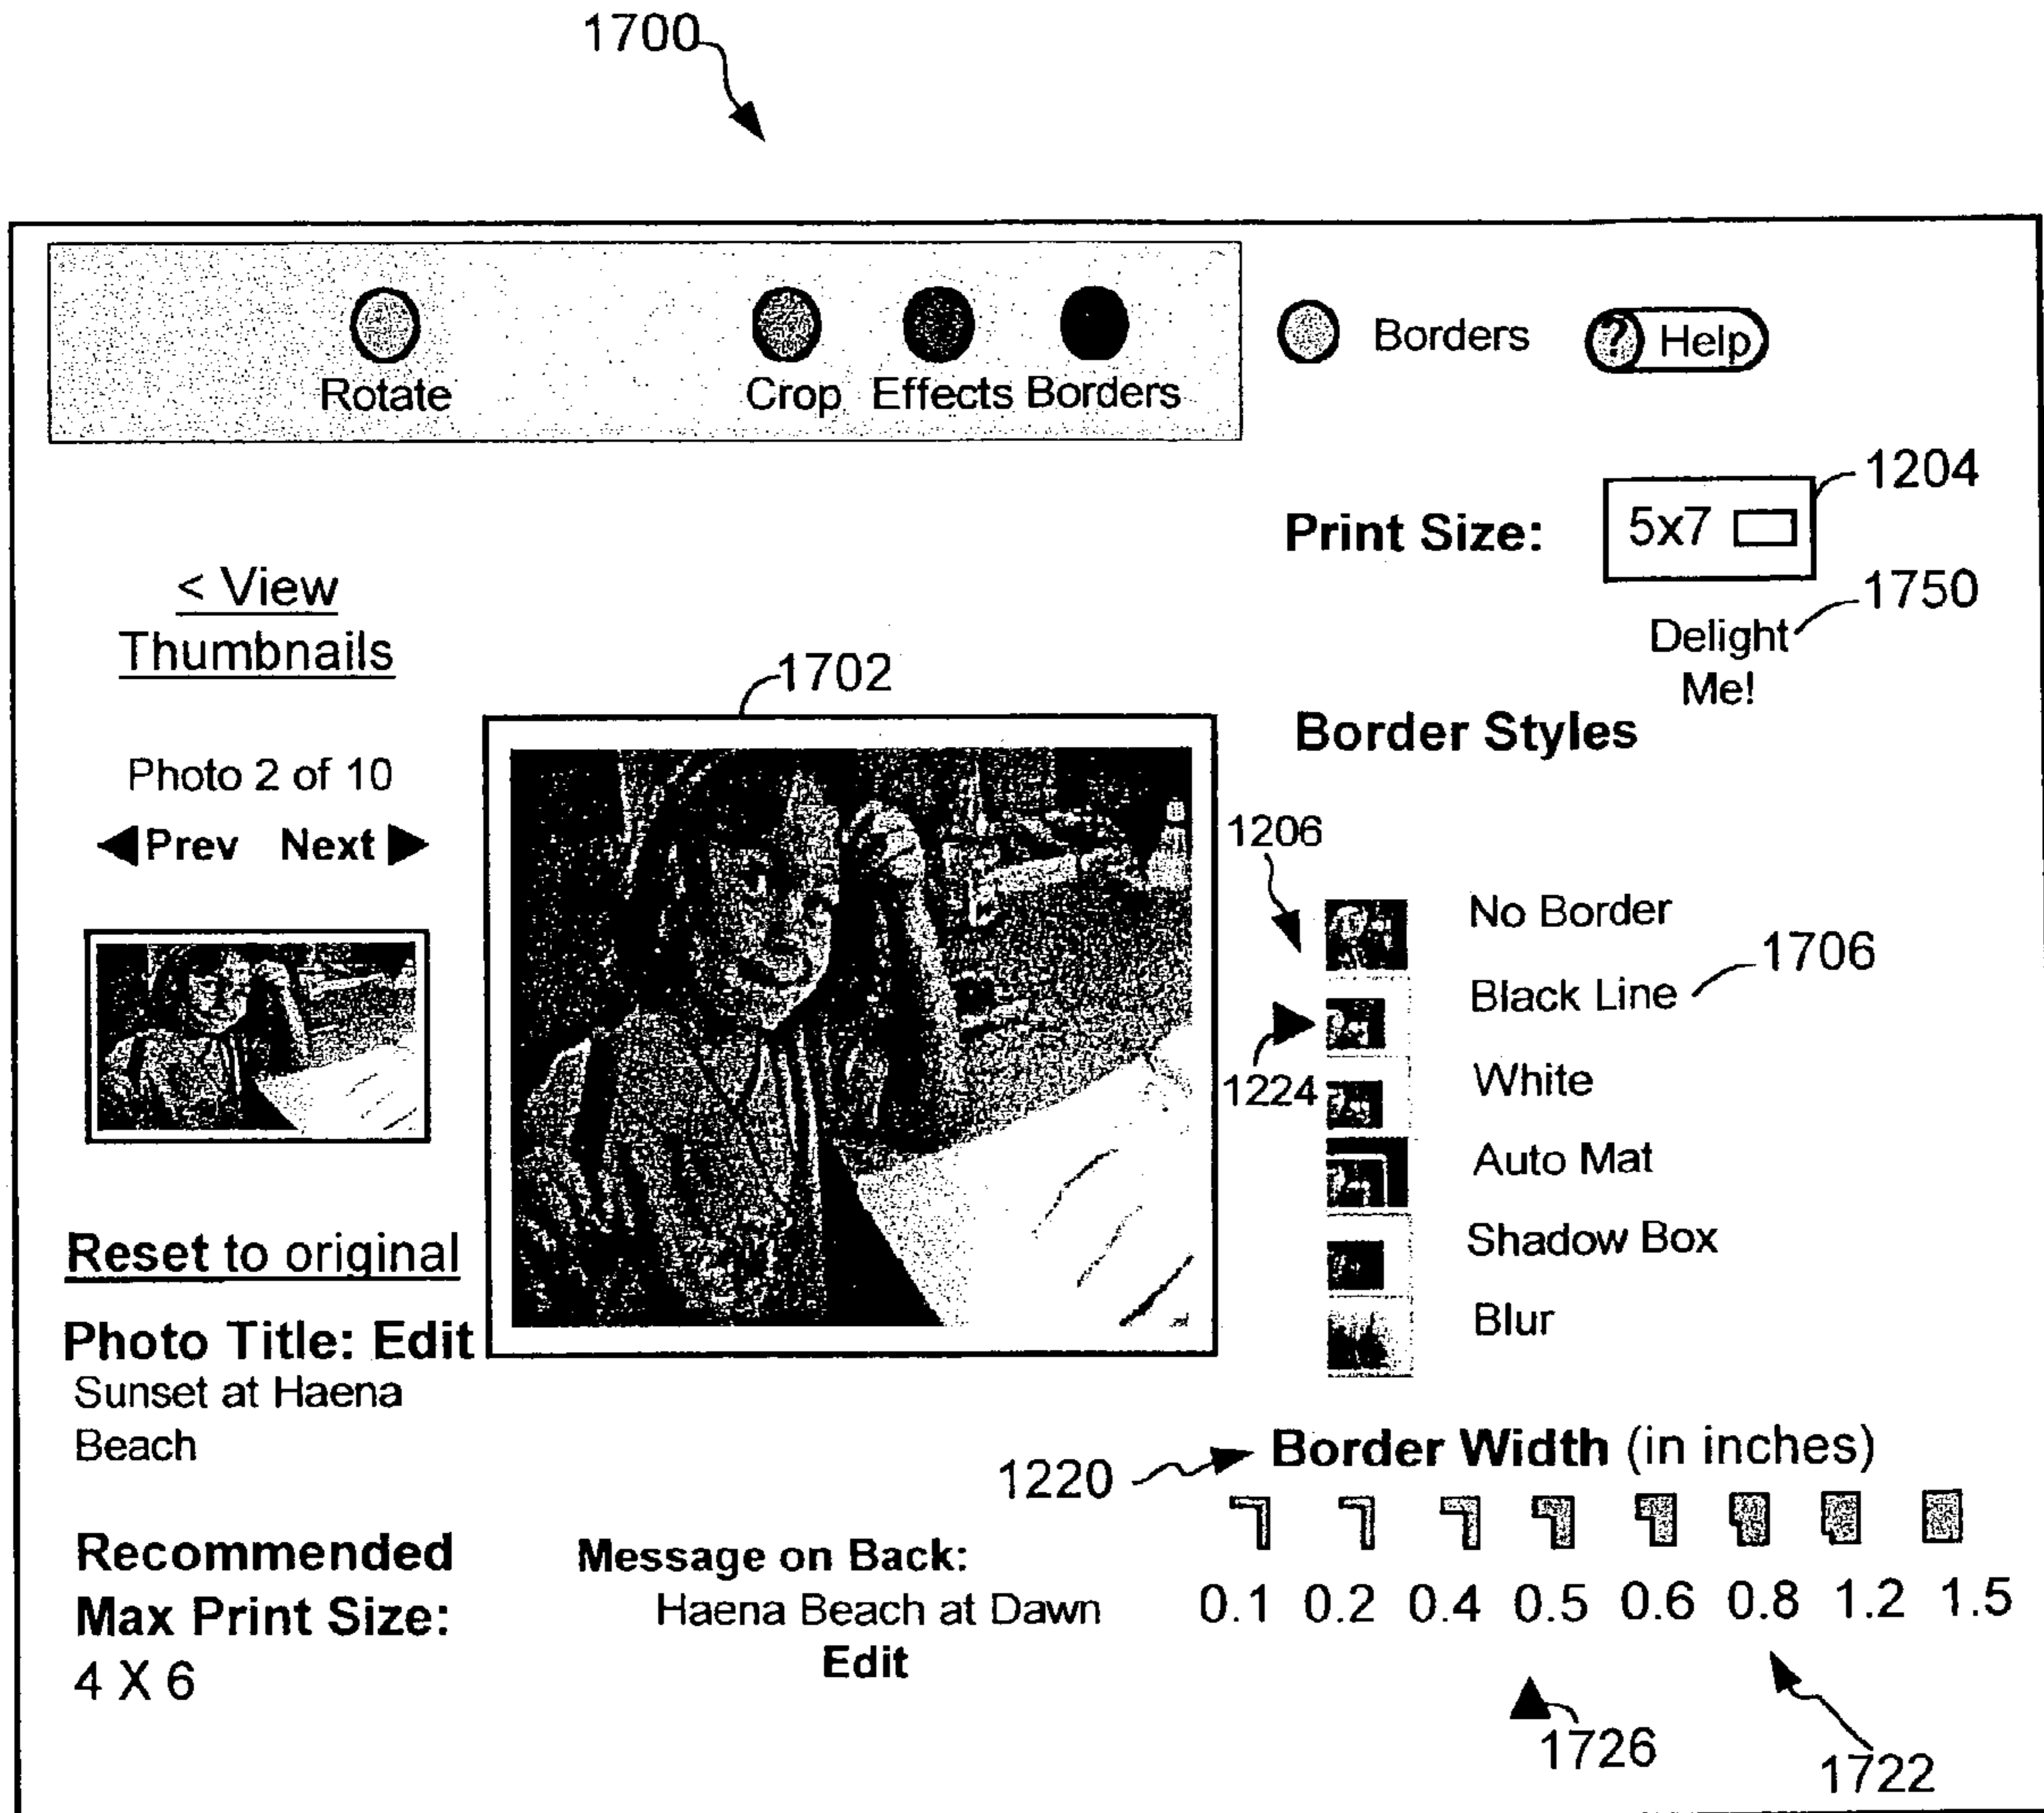 1700
Rotate
Crop
Effects
Borders
Borders
? Help
1204
Print Size:
5x7
1750
Delight
Me!
< View
Thumbnails
Photo 2 of 10
Prev
Next
1702
Border Styles
1206
No Border
1706
Black Line
1224
White
Auto Mat
Shadow Box
Blur
Reset to original
Photo Title: Edit
Sunset at Haena
Beach
Recommended
Max Print Size:
4 X 6
Message on Back:
Haena Beach at Dawn
Edit
1220
Border Width (in inches)
0.1 0.2 0.4 0.5 0.6 0.8 1.2 1.5
1726
1722